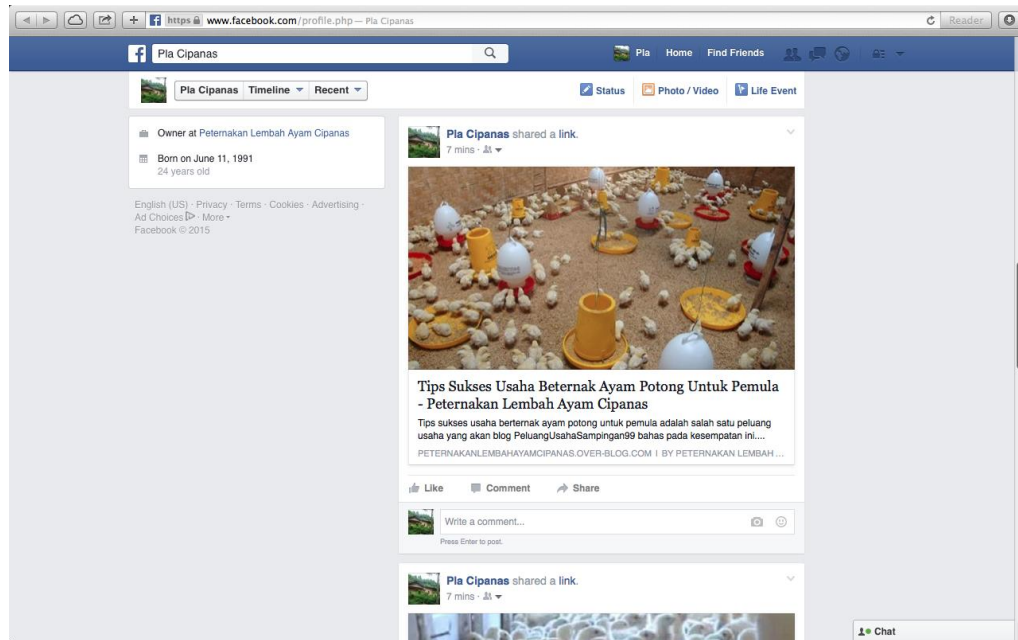 https www.facebook.com/profile.php — Pla Cipanas
Reader
f Pla Cipanas
Pla Home Find Friends
Pla Cipanas Timeline Recent
Status Photo / Video Life Event
Owner at Peternakan Lembah Ayam Cipanas
Born on June 11, 1991
24 years old
English (US) · Privacy · Terms · Cookies · Advertising ·
Ad Choices · More
Facebook © 2015
Pla Cipanas shared a link.
7 mins ·
Tips Sukses Usaha Beternak Ayam Potong Untuk Pemula
- Peternakan Lembah Ayam Cipanas
Tips sukses usaha berternak ayam potong untuk pemula adalah salah satu peluang
usaha yang akan blog PeluangUsahaSampingan99 bahas pada kesempatan ini....
PETERNAKANLEMBAHAYAMCIPANAS.OVER-BLOG.COM | BY PETERNAKAN LEMBAH ...
Like Comment Share
Write a comment...
Press Enter to post.
Pla Cipanas shared a link.
7 mins ·
Chat